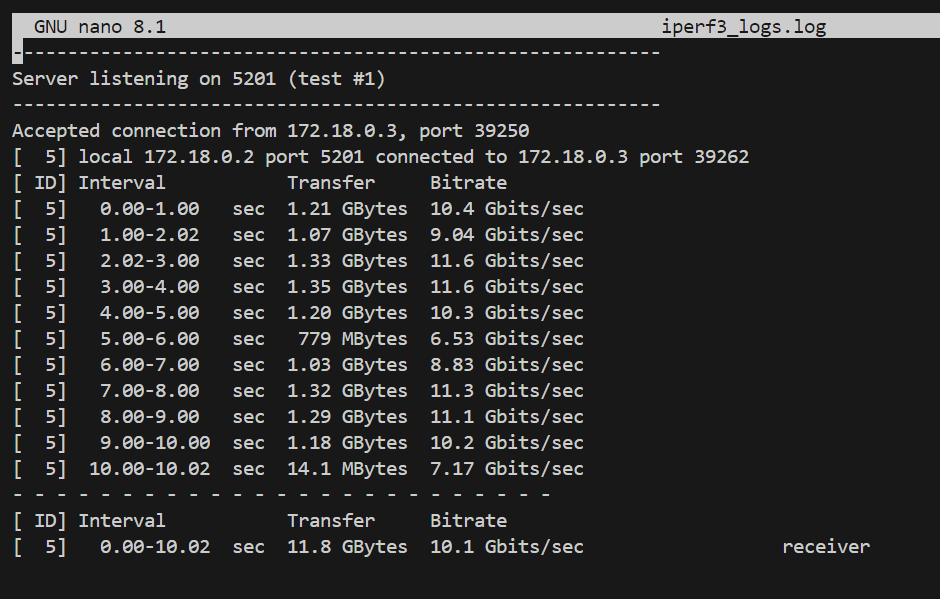 GNU nano 8.1                                             iperf3_logs.log
-----------------------------------------------------------
Server listening on 5201 (test #1)
-----------------------------------------------------------
Accepted connection from 172.18.0.3, port 39250
[  5] local 172.18.0.2 port 5201 connected to 172.18.0.3 port 39262
[ ID] Interval           Transfer     Bitrate
[  5]   0.00-1.00   sec  1.21 GBytes  10.4 Gbits/sec
[  5]   1.00-2.02   sec  1.07 GBytes  9.04 Gbits/sec
[  5]   2.02-3.00   sec  1.33 GBytes  11.6 Gbits/sec
[  5]   3.00-4.00   sec  1.35 GBytes  11.6 Gbits/sec
[  5]   4.00-5.00   sec  1.20 GBytes  10.3 Gbits/sec
[  5]   5.00-6.00   sec   779 MBytes  6.53 Gbits/sec
[  5]   6.00-7.00   sec  1.03 GBytes  8.83 Gbits/sec
[  5]   7.00-8.00   sec  1.32 GBytes  11.3 Gbits/sec
[  5]   8.00-9.00   sec  1.29 GBytes  11.1 Gbits/sec
[  5]   9.00-10.00  sec  1.18 GBytes  10.2 Gbits/sec
[  5]  10.00-10.02  sec  14.1 MBytes  7.17 Gbits/sec
- - - - - - - - - - - - - - - - - - - - - - - - -
[ ID] Interval           Transfer     Bitrate
[  5]   0.00-10.02  sec  11.8 GBytes  10.1 Gbits/sec                  receiver